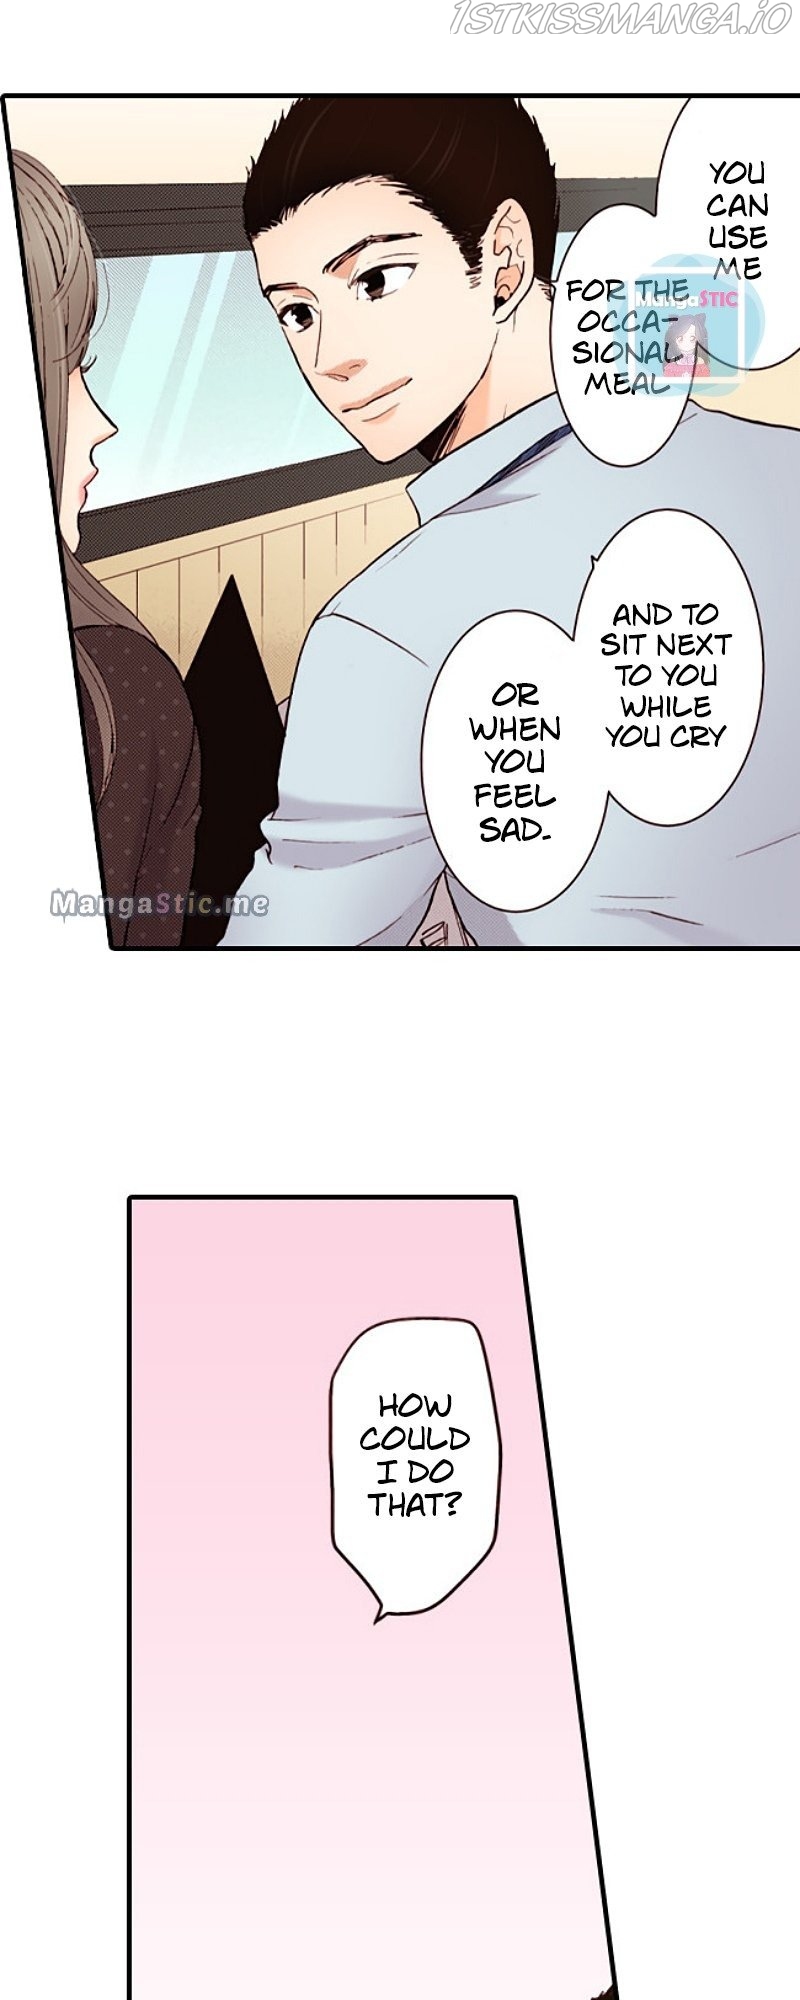 1STKISSMANGA.IO
YOU
CAN
USE
ME
FOR THE
OCCA-
SIONAL
MEAL
MangaSTIC
AND TO
SIT NEXT
TO YOU
WHILE
YOU CRY
OR
WHEN
YOU
FEEL
SAD.
MangaStic.me
HOW
COULD
I DO
THAT?